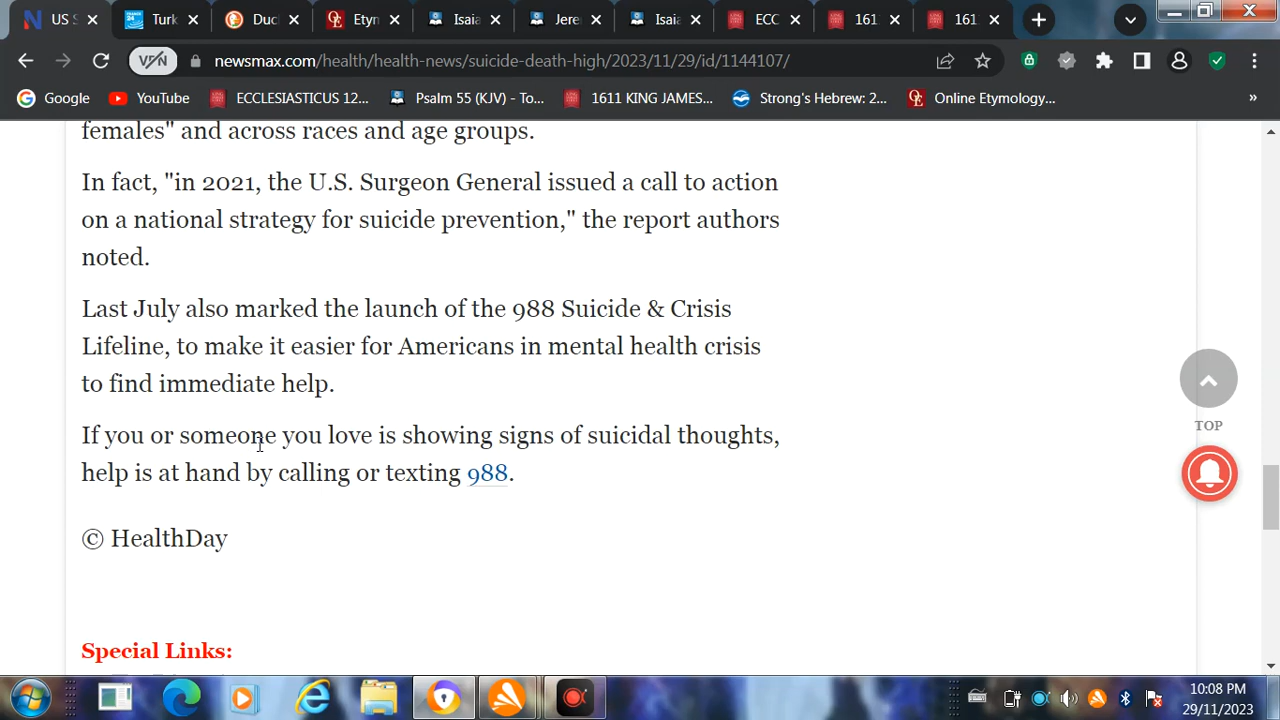 US S
Turk
Duc
Etyn
Isaia
Jere
Isaia
ECC
161
161
VPN
newsmax.com/health/health-news/suicide-death-high/2023/11/29/id/1144107/
Google
YouTube
ECCLESIASTICUS 12...
Psalm 55 (KJV) - To...
1611 KING JAMES...
Strong's Hebrew: 2...
Online Etymology...
»
females" and across races and age groups.
In fact, "in 2021, the U.S. Surgeon General issued a call to action
on a national strategy for suicide prevention," the report authors
noted.
Last July also marked the launch of the 988 Suicide & Crisis
Lifeline, to make it easier for Americans in mental health crisis
to find immediate help.
If you or someone you love is showing signs of suicidal thoughts,
help is at hand by calling or texting 988.
© HealthDay
Special Links:
TOP
10:08 PM
29/11/2023